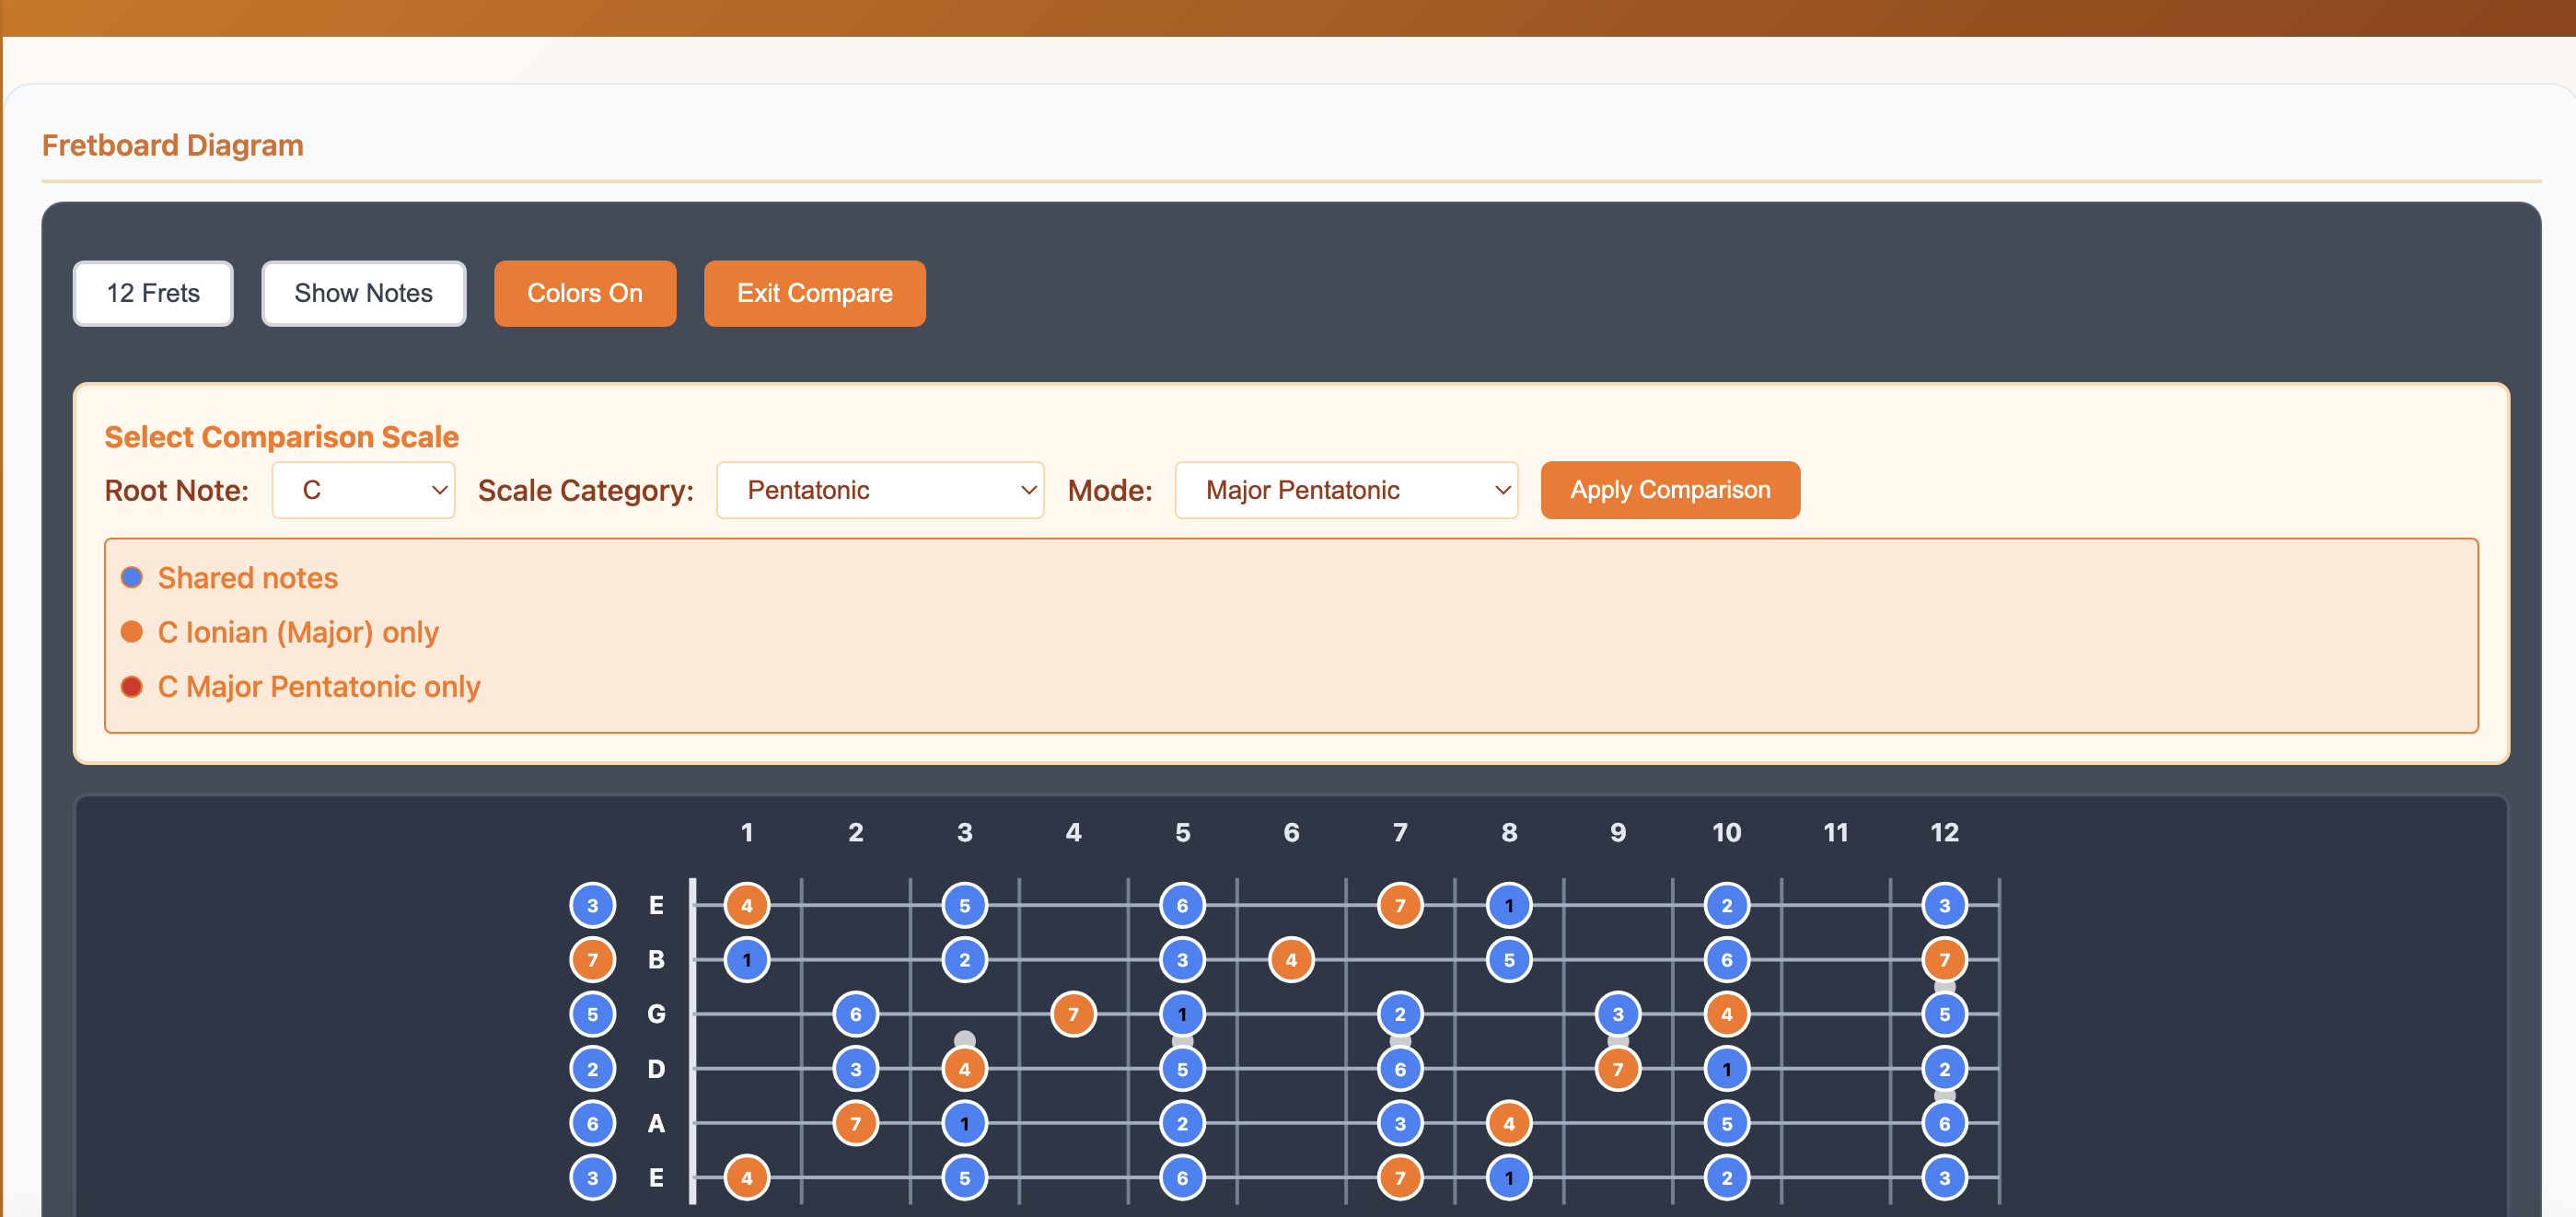 Fretboard Diagram
12 Frets Show Notes Colors On Exit Compare
Select Comparison Scale
Root Note: C Scale Category: Pentatonic Mode: Major Pentatonic Apply Comparison
Shared notes
C Ionian (Major) only
C Major Pentatonic only
1 2 3 4 5 6 7 8 9 10 11 12
3 E 4 5 6 7 1 2 3
7 B 1 2 3 4 5 6 7
5 G 6 7 1 2 3 4 5
2 D 3 4 5 6 7 1 2
6 A 7 1 2 3 4 5 6
3 E 4 5 6 7 1 2 3